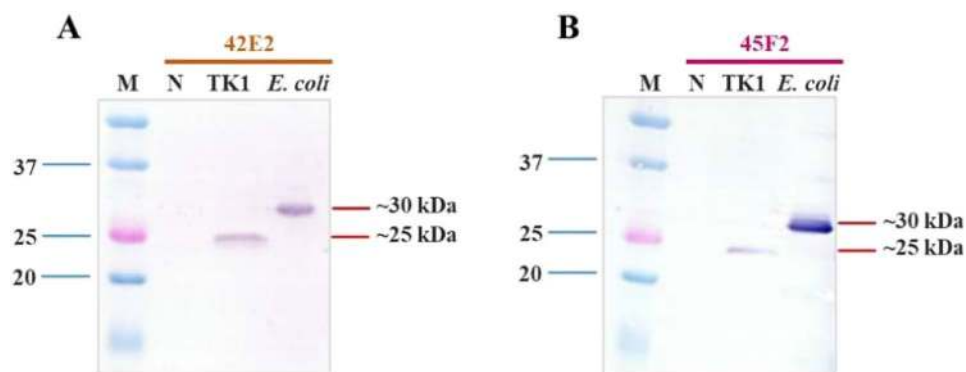 A
42E2
M N TK1 E. coli
37
25
20
~30 kDa
~25 kDa
B
45F2
M N TK1 E. coli
37
25
20
~30 kDa
~25 kDa